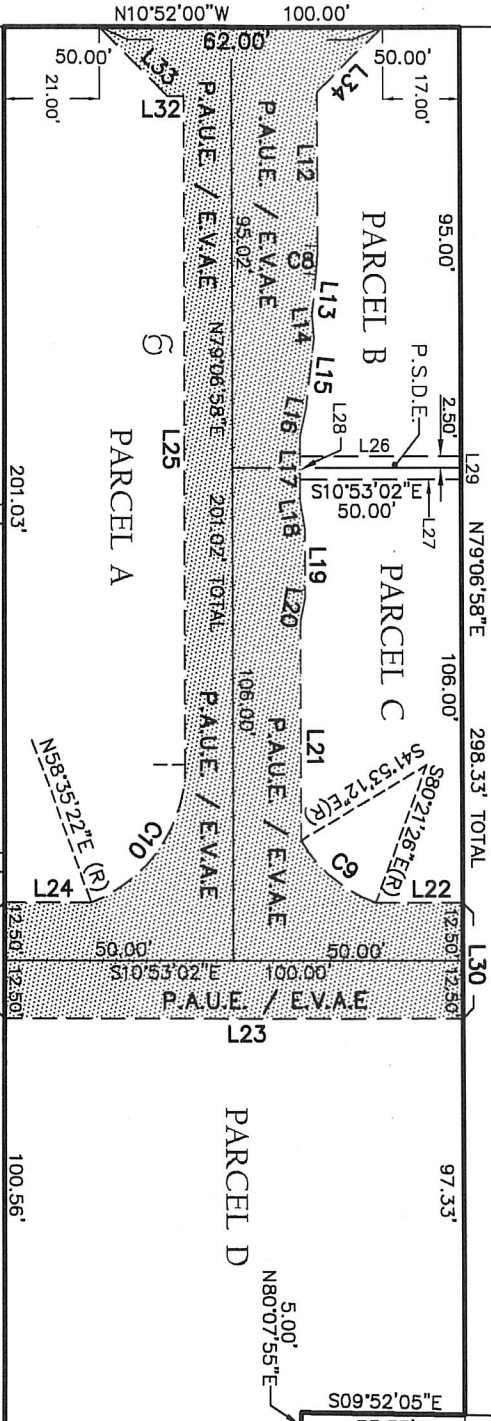 N10°52'00"W 100.00'
62.00'
50.00'
50.00'
21.00'
17.00'
L33
L34
L32
L12
P.A.U.E. / E.V.A.E
P.A.U.E. / E.V.A.E
95.02'
95.00'
PARCEL B
C8
L13
L14
L15
L16
L17
L18
L19
L20
L21
P.S.D.E.
2.50'
L28
L26
L29
S10°53'02"E
50.00'
L27
N79°06'58"E
298.33' TOTAL
106.00'
PARCEL C
6
N79°06'58"E
201.02' TOTAL
L25
PARCEL A
201.03'
106.00'
P.A.U.E. / E.V.A.E
P.A.U.E. / E.V.A.E
S41°53'12"E(R)
S80°21'26"E(R)
C9
C10
N58°35'22"E (R)
L24
L22
12.50'
12.50'
L30
50.00'
50.00'
S10°53'02"E
100.00'
P.A.U.E. / E.V.A.E
12.50'
12.50'
L23
PARCEL D
97.33'
100.56'
5.00'
N80°07'55"E
S09°52'05"E